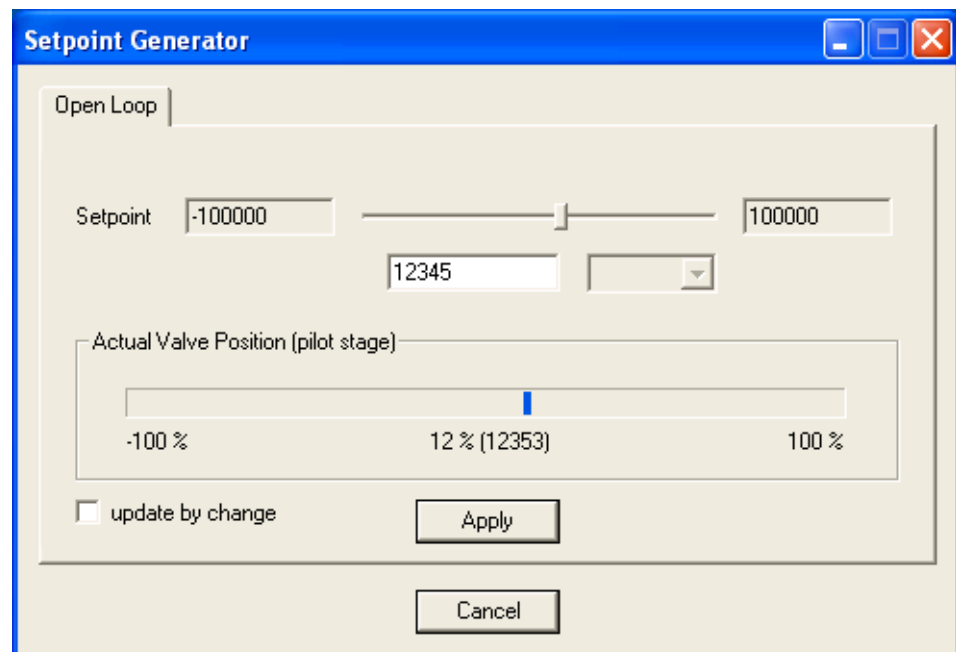 Setpoint Generator
Open Loop
Setpoint -100000 100000
12345
Actual Valve Position (pilot stage)
-100 % 12 % (12353) 100 %
update by change Apply
Cancel